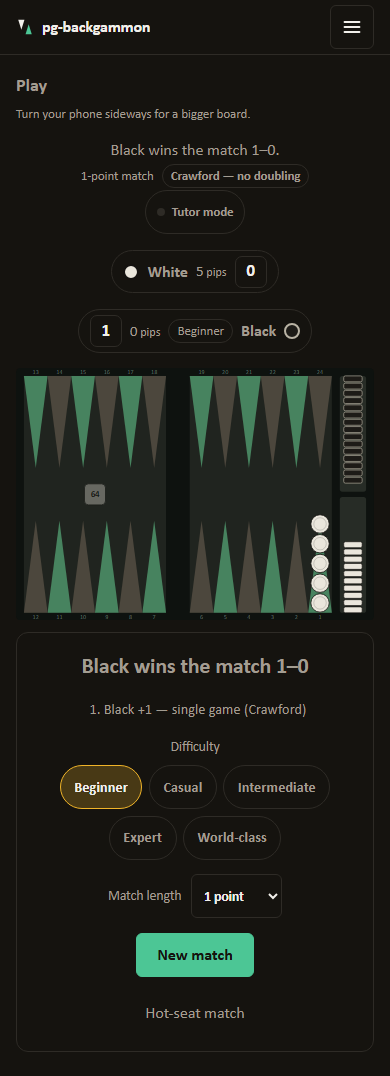 pg-backgammon
Play
Turn your phone sideways for a bigger board.
Black wins the match 1–0.
1-point match Crawford — no doubling
Tutor mode
White 5 pips 0
1 0 pips Beginner Black
13 14 15 16 17 18 19 20 21 22 23 24
64
12 11 10 9 8 7 6 5 4 3 2 1
Black wins the match 1–0
1. Black +1 — single game (Crawford)
Difficulty
Beginner Casual Intermediate
Expert World-class
Match length 1 point
New match
Hot-seat match